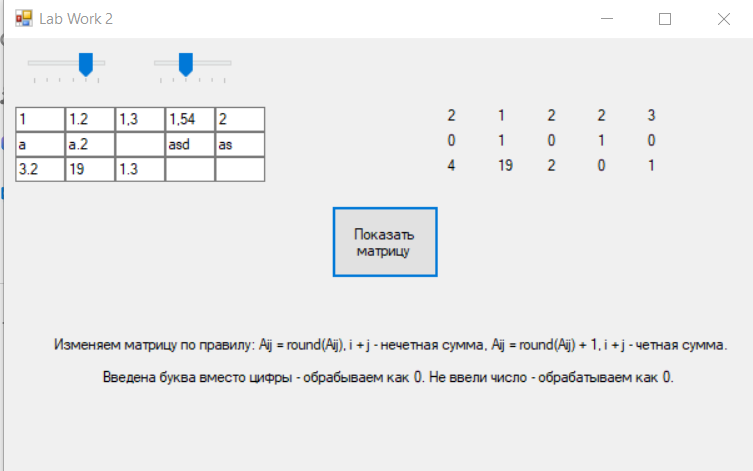 Lab Work 2
1 1.2 1,3 1,54 2
a a.2 asd as
3.2 19 1.3
2 1 2 2 3
0 1 0 1 0
4 19 2 0 1
Показать
матрицу
Изменяем матрицу по правилу: Aij = round(Aij), i + j - нечетная сумма, Aij = round(Aij) + 1, i + j - четная сумма.
Введена буква вместо цифры - обрабываем как 0. Не ввели число - обрабатываем как 0.